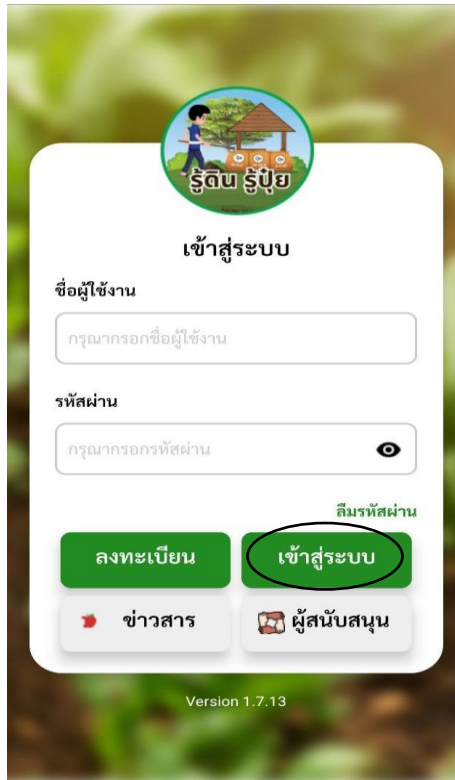 รู้ดิน รู้ปุ๋ย
เข้าสู่ระบบ
ชื่อผู้ใช้งาน
กรุณากรอกชื่อผู้ใช้งาน
รหัสผ่าน
กรุณากรอกรหัสผ่าน
ลืมรหัสผ่าน
ลงทะเบียน เข้าสู่ระบบ
ข่าวสาร ผู้สนับสนุน
Version 1.7.13